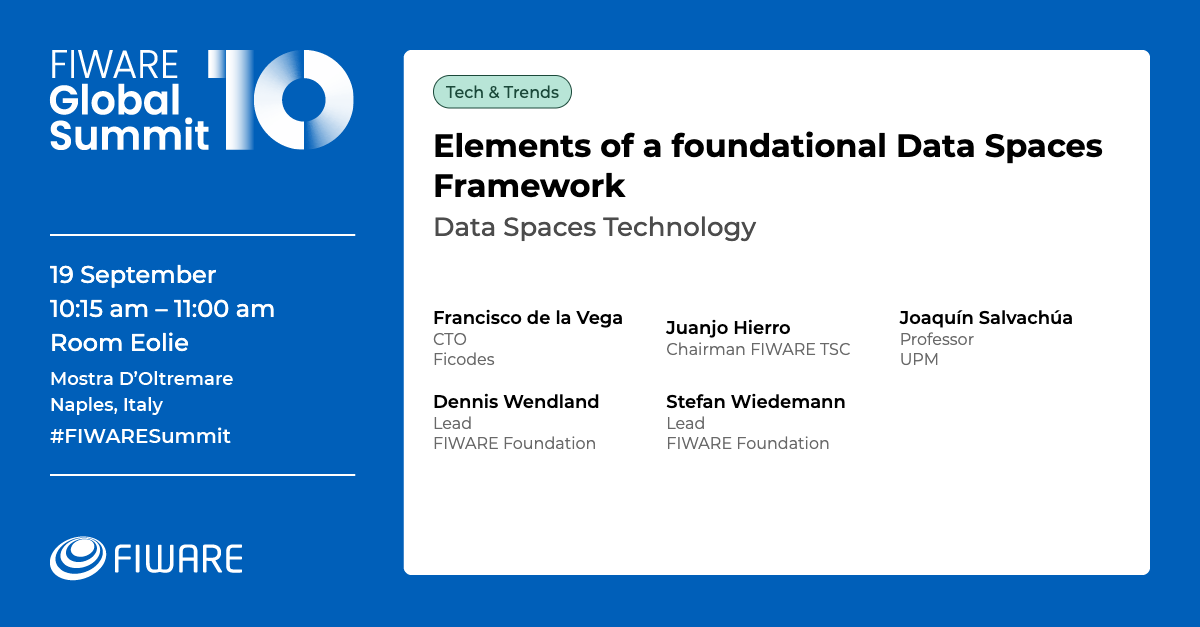 FIWARE
Global
Summit
10
19 September
10:15 am – 11:00 am
Room Eolie
Mostra D’Oltremare
Naples, Italy
#FIWARESummit
FIWARE
Tech & Trends
Elements of a foundational Data Spaces
Framework
Data Spaces Technology
Francisco de la Vega
CTO
Ficodes
Juanjo Hierro
Chairman FIWARE TSC
Joaquín Salvachúa
Professor
UPM
Dennis Wendland
Lead
FIWARE Foundation
Stefan Wiedemann
Lead
FIWARE Foundation